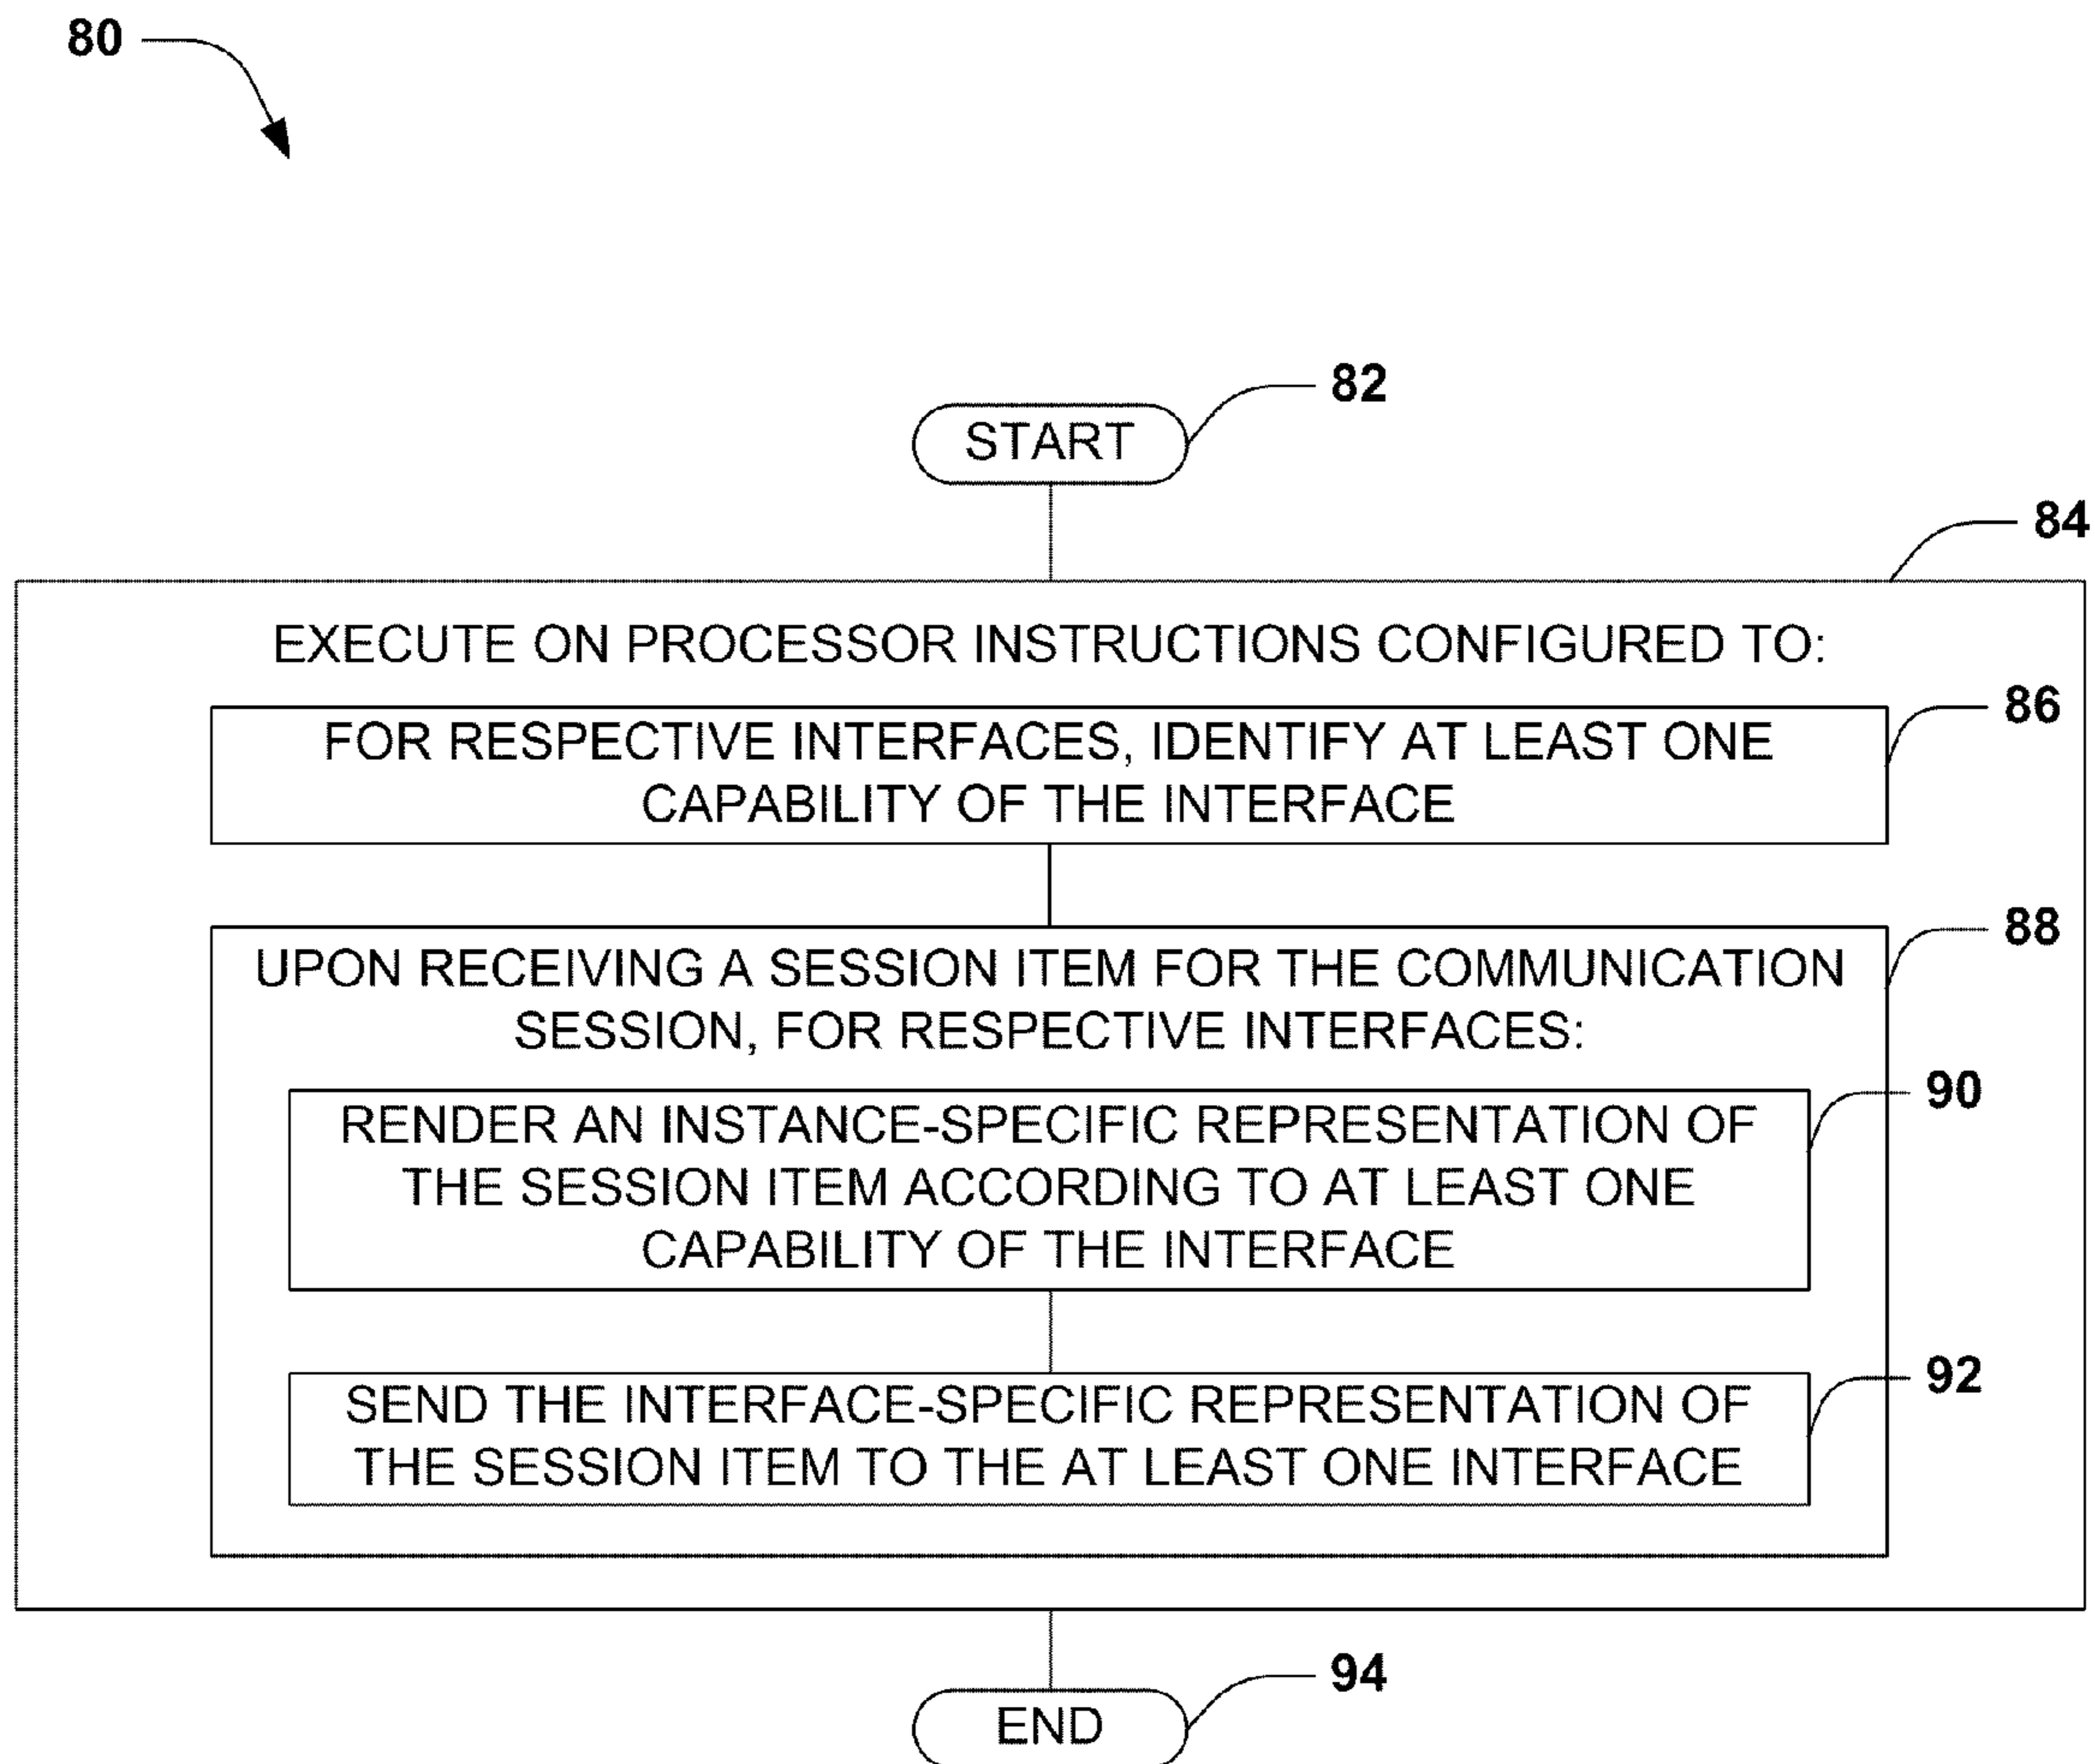 80
82
START
84
EXECUTE ON PROCESSOR INSTRUCTIONS CONFIGURED TO:
86
FOR RESPECTIVE INTERFACES, IDENTIFY AT LEAST ONE
CAPABILITY OF THE INTERFACE
88
UPON RECEIVING A SESSION ITEM FOR THE COMMUNICATION
SESSION, FOR RESPECTIVE INTERFACES:
90
RENDER AN INSTANCE-SPECIFIC REPRESENTATION OF
THE SESSION ITEM ACCORDING TO AT LEAST ONE
CAPABILITY OF THE INTERFACE
92
SEND THE INTERFACE-SPECIFIC REPRESENTATION OF
THE SESSION ITEM TO THE AT LEAST ONE INTERFACE
94
END